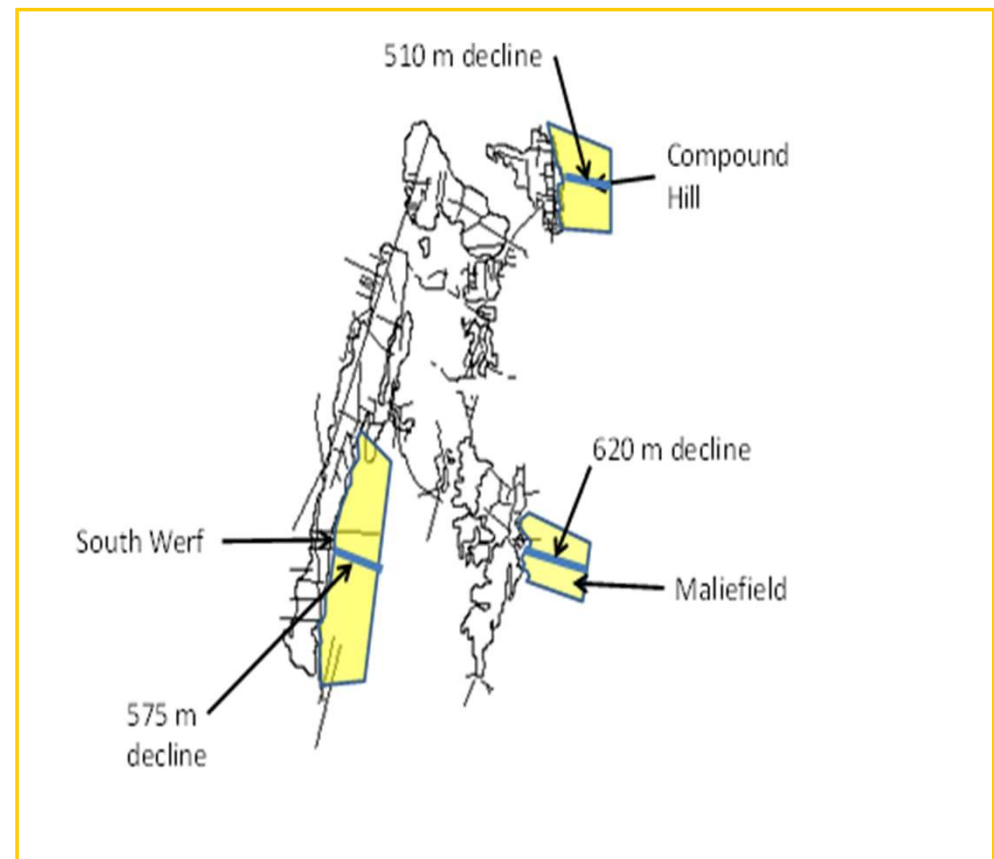 510 m decline
Compound
Hill
620 m decline
South Werf
Maliefield
575 m
decline